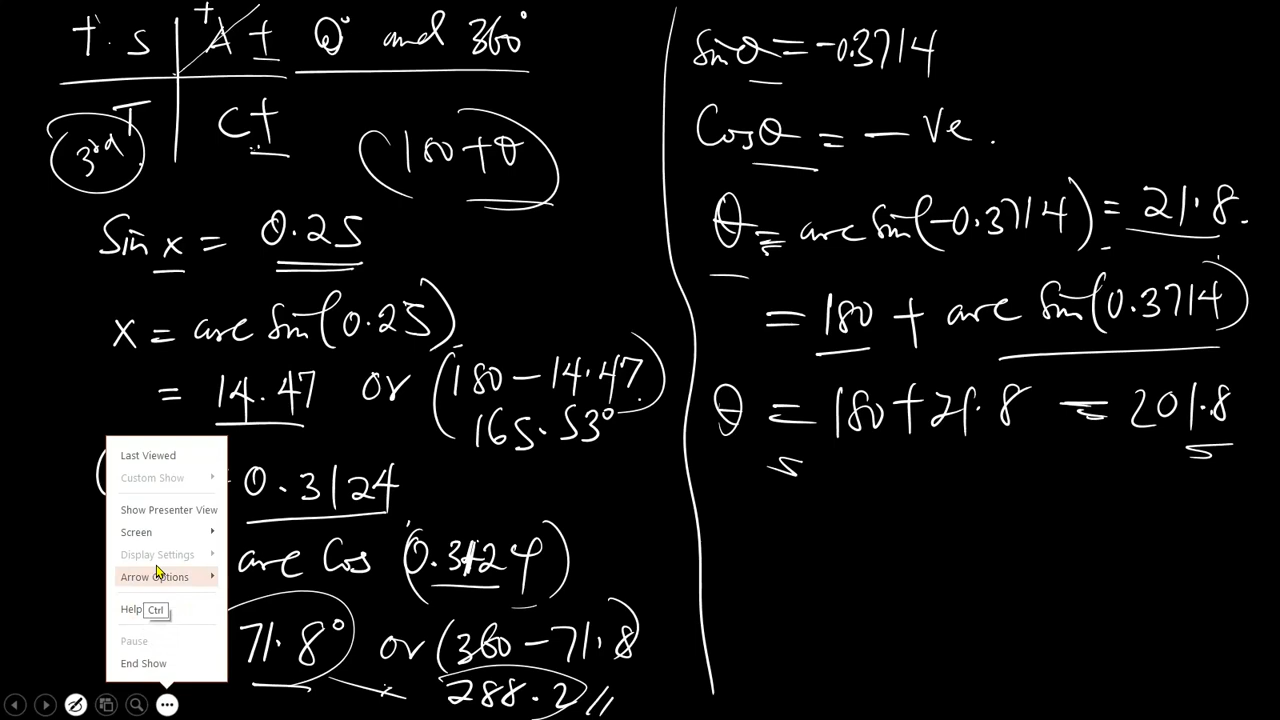 + S | + A + 0° and 360°
T | C +
3rd
180 + θ
Sin x = 0.25
x = arc Sin(0.25)
= 14.47 or (180 - 14.47)
165.53°
= 0.3124
arc Cos (0.3124)
71.8° or (360 - 71.8)
288.2 //
Last Viewed
Custom Show
Show Presenter View
Screen
Display Settings
Arrow Options
Help
Ctrl
Pause
End Show
sinθ = -0.3714
Cosθ = - Ve.
θ = arc sin(-0.3714) = 21.8
= 180 + arc Sin(0.3714)
θ = 180 + 21.8 = 201.8